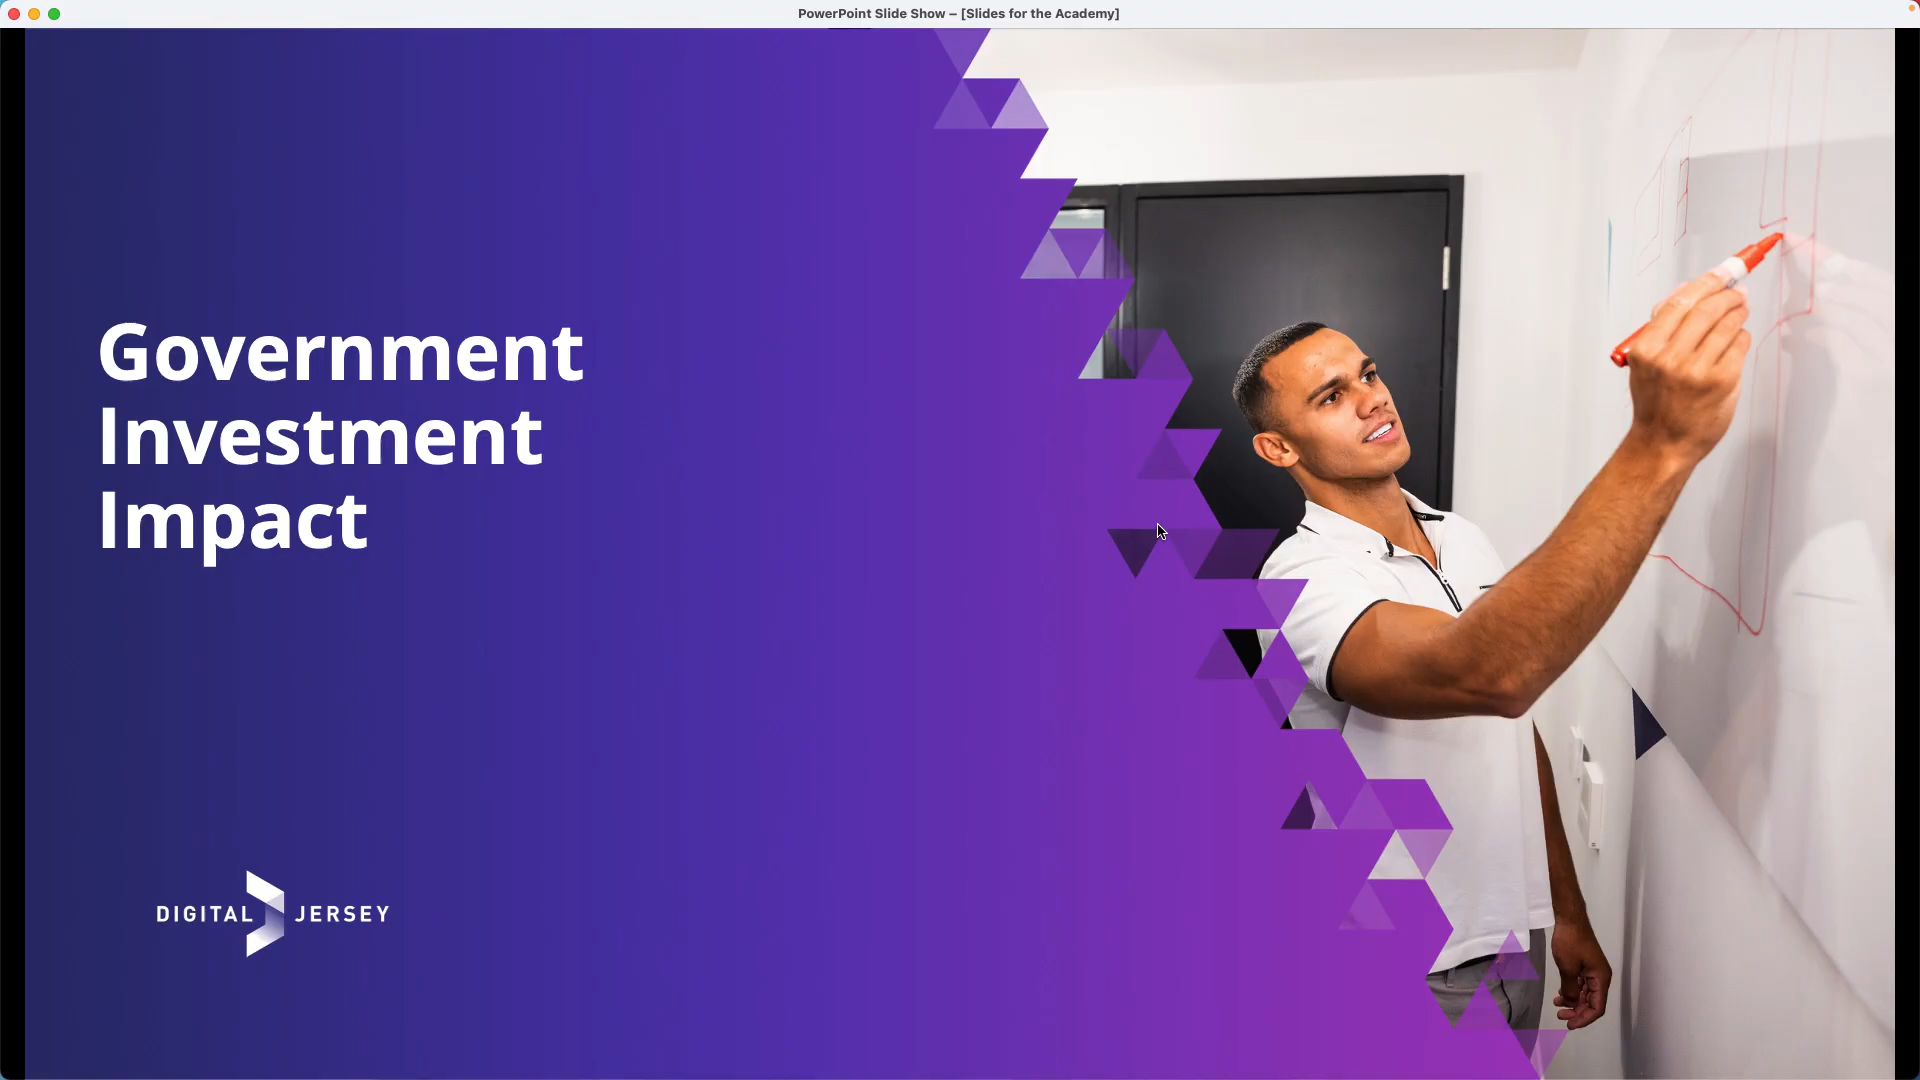 PowerPoint Slide Show – [Slides for the Academy]
Government
Investment
Impact
DIGITAL JERSEY